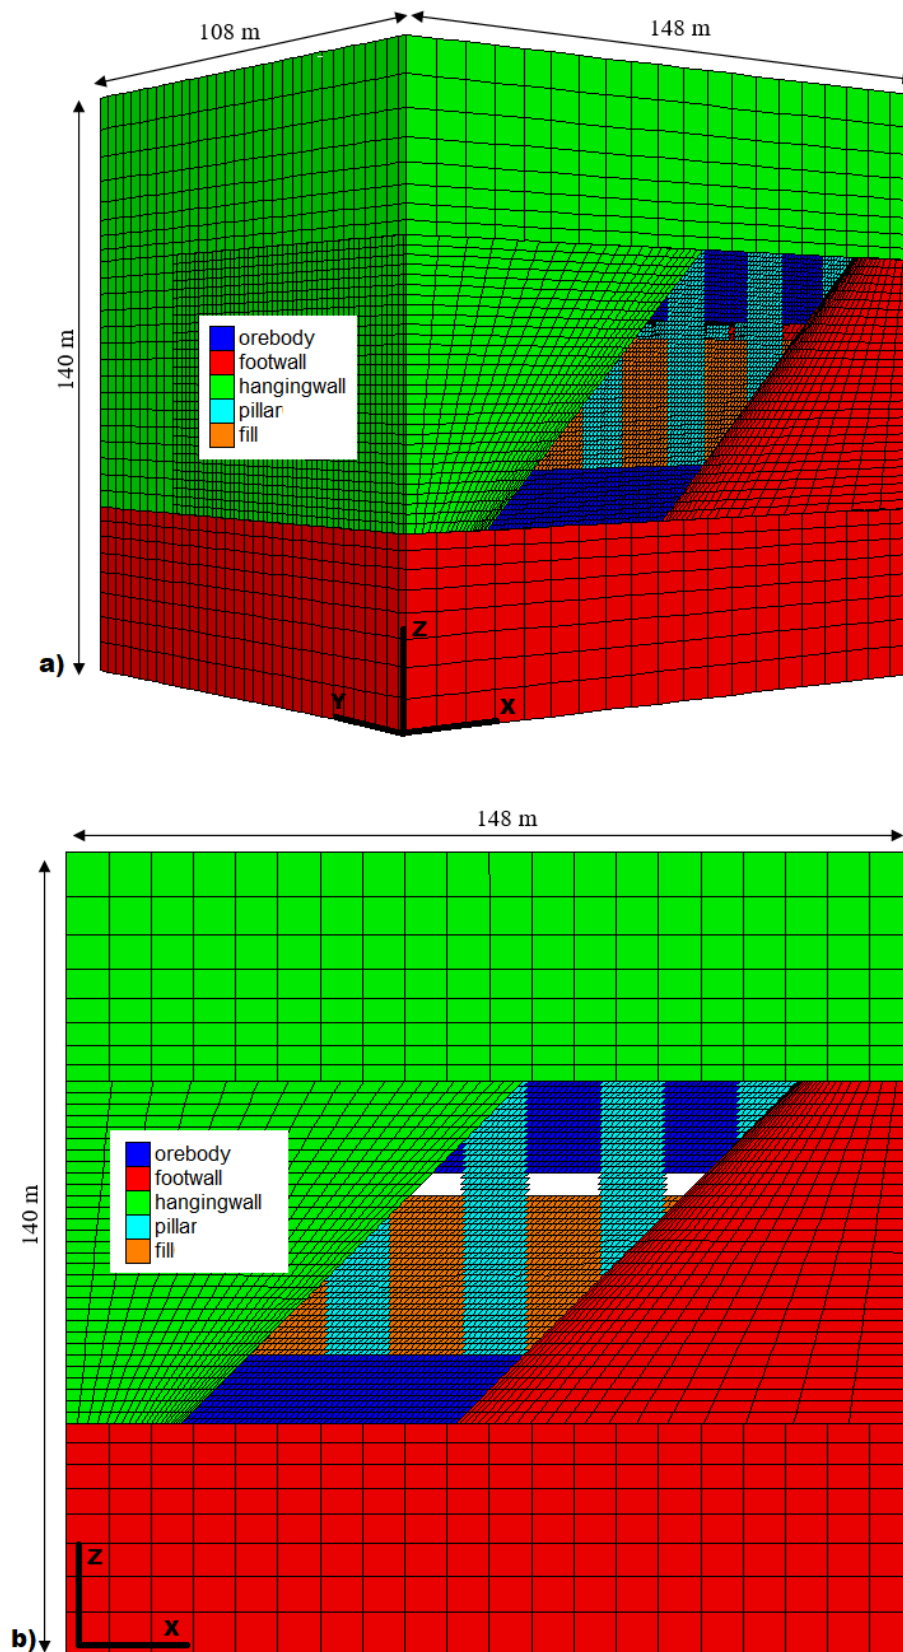 108 m
148 m
140 m
orebody
footwall
hangingwall
pillar
fill
Z
Y
X
a)
148 m
140 m
orebody
footwall
hangingwall
pillar
fill
Z
X
b)